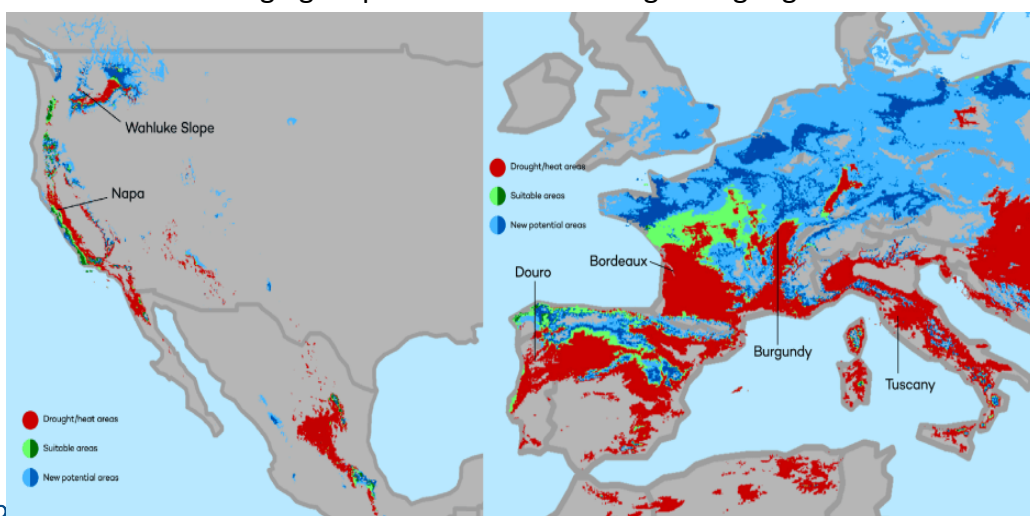 Wahluke Slope
Napa
Drought/heat areas
Suitable areas
New potential areas
Drought/heat areas
Suitable areas
New potential areas
Bordeaux
Douro
Burgundy
Tuscany